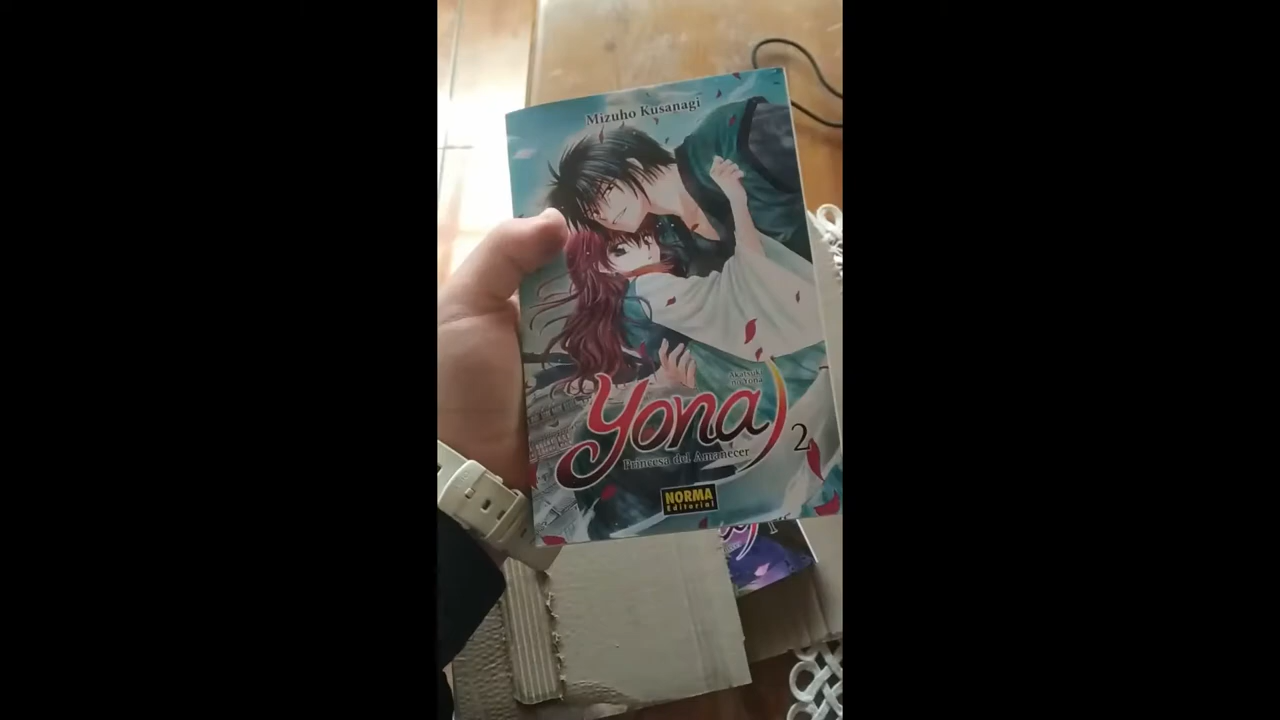 Mizuho Kusanagi
Akatsuki
no Yona
Yona
2
Princesa del Amanecer
NORMA
Editorial